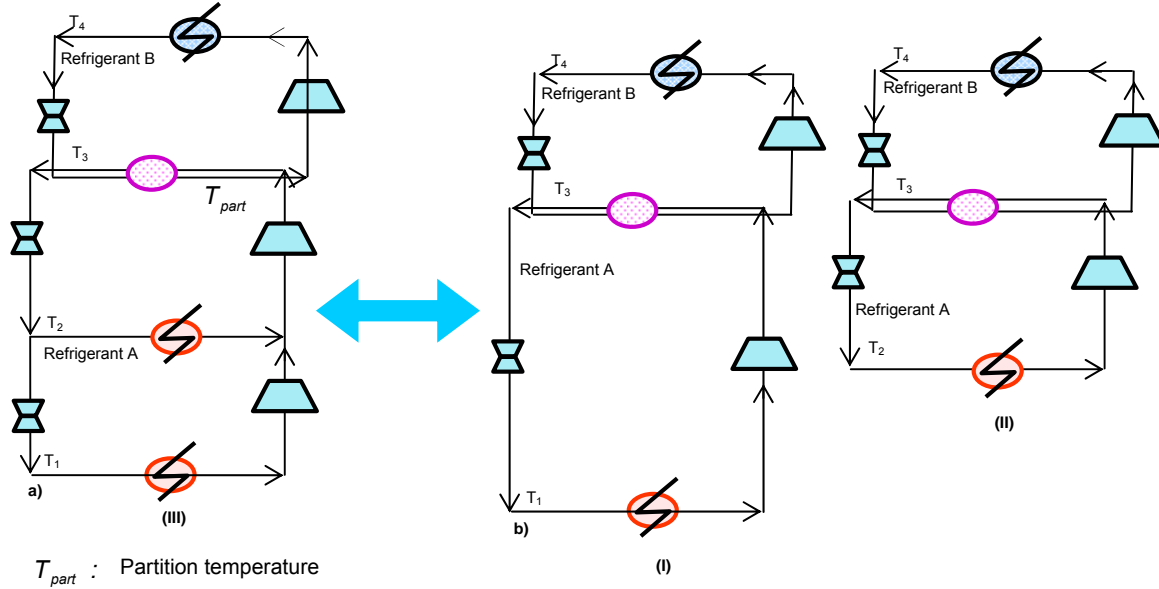 T4
Refrigerant B
T3
Tpart
T2
Refrigerant A
T1
a)
(III)
T4
Refrigerant B
T3
Refrigerant A
T1
b)
(I)
T4
Refrigerant B
T3
Refrigerant A
T2
(II)
Tpart : Partition temperature